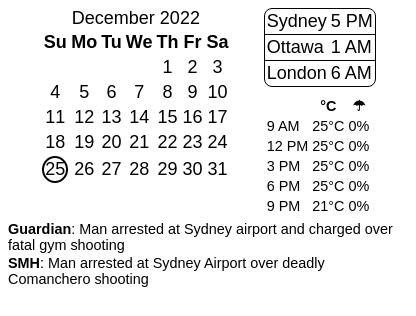 December 2022
Su Mo Tu We Th Fr Sa
1 2 3
4 5 6 7 8 9 10
11 12 13 14 15 16 17
18 19 20 21 22 23 24
25 26 27 28 29 30 31
Sydney 5 PM
Ottawa 1 AM
London 6 AM
°C ☂
9 AM 25°C 0%
12 PM 25°C 0%
3 PM 25°C 0%
6 PM 25°C 0%
9 PM 21°C 0%
Guardian: Man arrested at Sydney airport and charged over
fatal gym shooting
SMH: Man arrested at Sydney Airport over deadly
Comanchero shooting